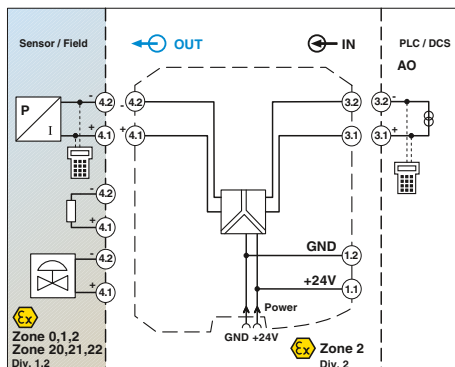 Sensor / Field
OUT
IN
PLC / DCS
AO
P
I
-
4.2
-
4.2
3.2
3.2
-
+
4.1
+
4.1
3.1
3.1
+
-
4.2
+
4.1
-
4.2
+
4.1
GND
1.2
+24V
1.1
Power
GND +24V
Ex
Zone 0,1,2
Zone 20,21,22
Div. 1,2
Ex
Zone 2
Div. 2